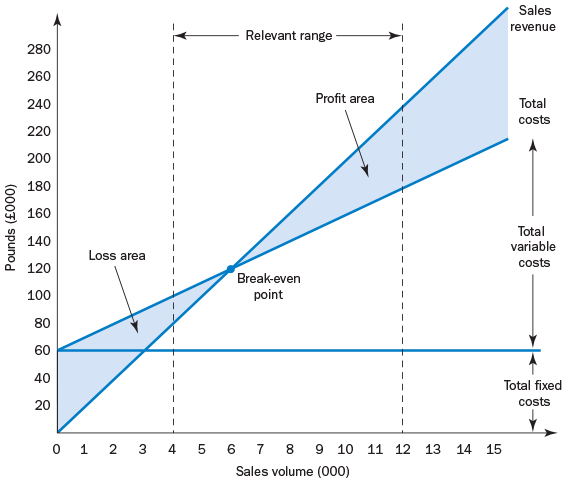 Sales
revenue
Relevant range
280
260
240
220
200
180
160
140
120
100
80
60
40
20
Pounds (£000)
Profit area
Total
costs
Loss area
Total
variable
costs
Break-even
point
Total fixed
costs
0 1 2 3 4 5 6 7 8 9 10 11 12 13 14 15
Sales volume (000)